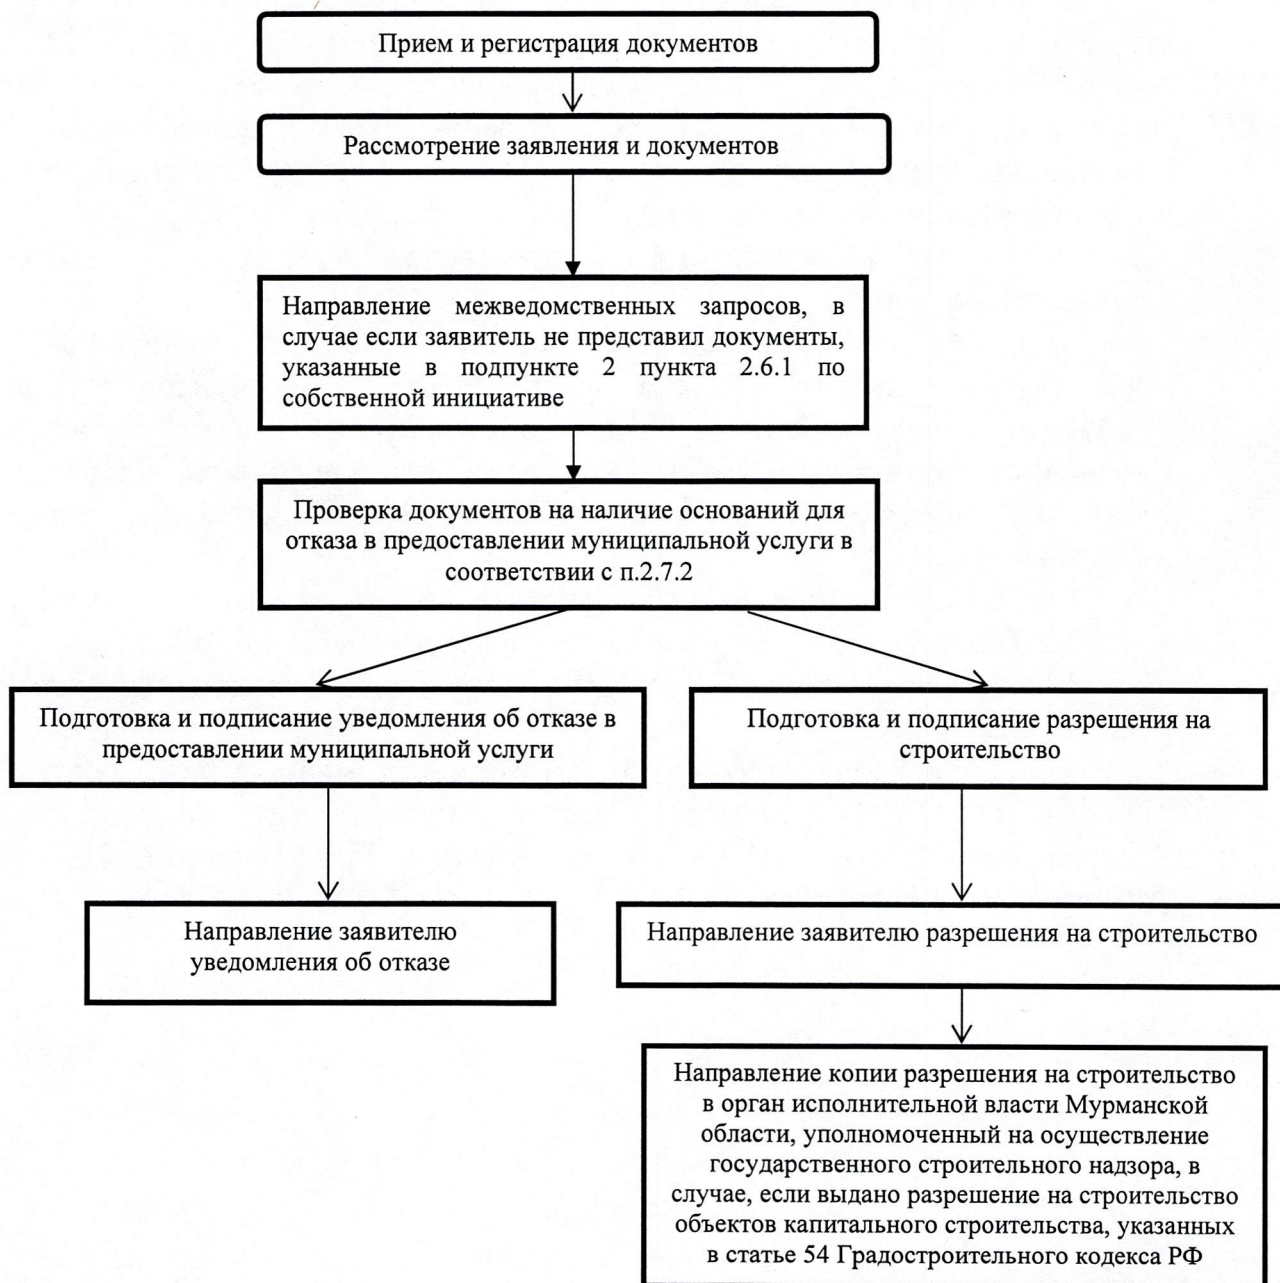 Прием и регистрация документов
Рассмотрение заявления и документов
Направление межведомственных запросов, в
случае если заявитель не представил документы,
указанные в подпункте 2 пункта 2.6.1 по
собственной инициативе
Проверка документов на наличие оснований для
отказа в предоставлении муниципальной услуги в
соответствии с п.2.7.2
Подготовка и подписание уведомления об отказе в
предоставлении муниципальной услуги
Подготовка и подписание разрешения на
строительство
Направление заявителю
уведомления об отказе
Направление заявителю разрешения на строительство
Направление копии разрешения на строительство
в орган исполнительной власти Мурманской
области, уполномоченный на осуществление
государственного строительного надзора, в
случае, если выдано разрешение на строительство
объектов капитального строительства, указанных
в статье 54 Градостроительного кодекса РФ